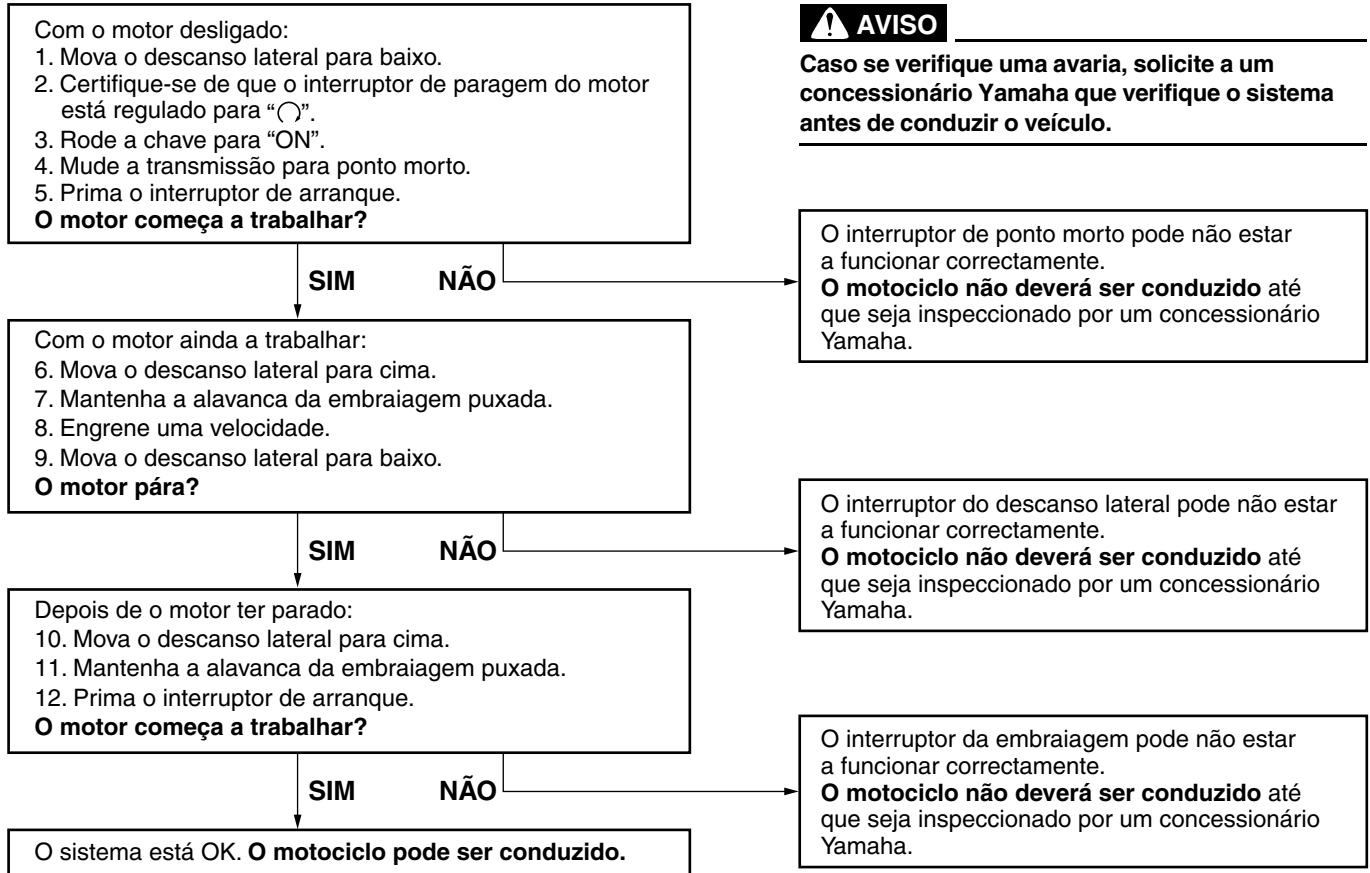 Com o motor desligado:
1. Mova o descanso lateral para baixo.
2. Certifique-se de que o interruptor de paragem do motor
está regulado para “ ”.
3. Rode a chave para “ON”.
4. Mude a transmissão para ponto morto.
5. Prima o interruptor de arranque.
O motor começa a trabalhar?
AVISO
Caso se verifique uma avaria, solicite a um
concessionário Yamaha que verifique o sistema
antes de conduzir o veículo.
SIM NÃO
O interruptor de ponto morto pode não estar
a funcionar correctamente.
O motociclo não deverá ser conduzido até
que seja inspeccionado por um concessionário
Yamaha.
Com o motor ainda a trabalhar:
6. Mova o descanso lateral para cima.
7. Mantenha a alavanca da embraiagem puxada.
8. Engrene uma velocidade.
9. Mova o descanso lateral para baixo.
O motor pára?
SIM NÃO
O interruptor do descanso lateral pode não estar
a funcionar correctamente.
O motociclo não deverá ser conduzido até
que seja inspeccionado por um concessionário
Yamaha.
Depois de o motor ter parado:
10. Mova o descanso lateral para cima.
11. Mantenha a alavanca da embraiagem puxada.
12. Prima o interruptor de arranque.
O motor começa a trabalhar?
SIM NÃO
O interruptor da embraiagem pode não estar
a funcionar correctamente.
O motociclo não deverá ser conduzido até
que seja inspeccionado por um concessionário
Yamaha.
O sistema está OK. O motociclo pode ser conduzido.